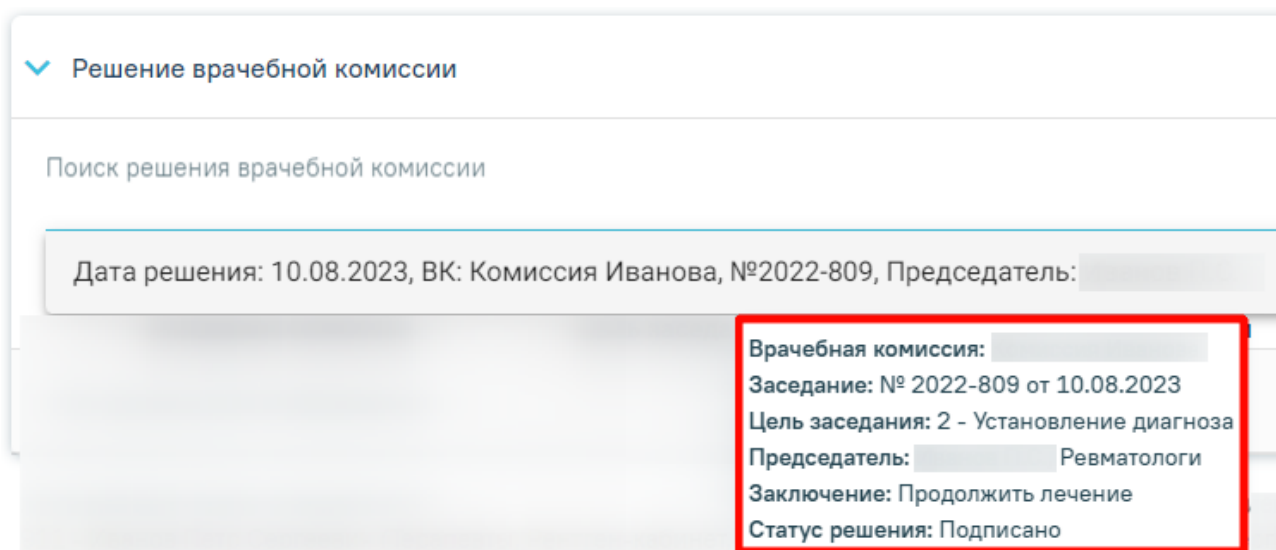 Решение врачебной комиссии
Поиск решения врачебной комиссии
Дата решения: 10.08.2023, ВК: Комиссия Иванова, №2022-809, Председатель:
Врачебная комиссия:
Заседание: № 2022-809 от 10.08.2023
Цель заседания: 2 - Установление диагноза
Председатель: Ревматологи
Заключение: Продолжить лечение
Статус решения: Подписано